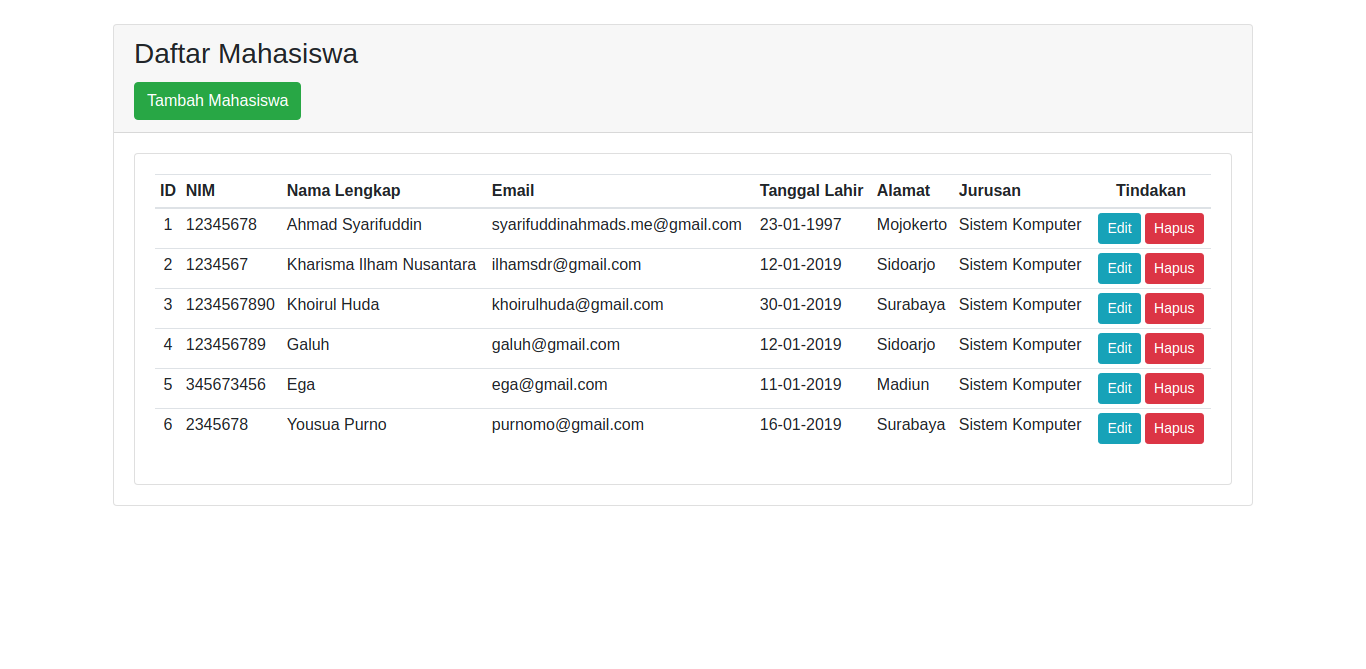 Daftar Mahasiswa
Tambah Mahasiswa
ID NIM Nama Lengkap Email Tanggal Lahir Alamat Jurusan Tindakan
1 12345678 Ahmad Syarifuddin syarifuddinahmads.me@gmail.com 23-01-1997 Mojokerto Sistem Komputer Edit Hapus
2 1234567 Kharisma Ilham Nusantara ilhamsdr@gmail.com 12-01-2019 Sidoarjo Sistem Komputer Edit Hapus
3 1234567890 Khoirul Huda khoirulhuda@gmail.com 30-01-2019 Surabaya Sistem Komputer Edit Hapus
4 123456789 Galuh galuh@gmail.com 12-01-2019 Sidoarjo Sistem Komputer Edit Hapus
5 345673456 Ega ega@gmail.com 11-01-2019 Madiun Sistem Komputer Edit Hapus
6 2345678 Yousua Purno purnomo@gmail.com 16-01-2019 Surabaya Sistem Komputer Edit Hapus